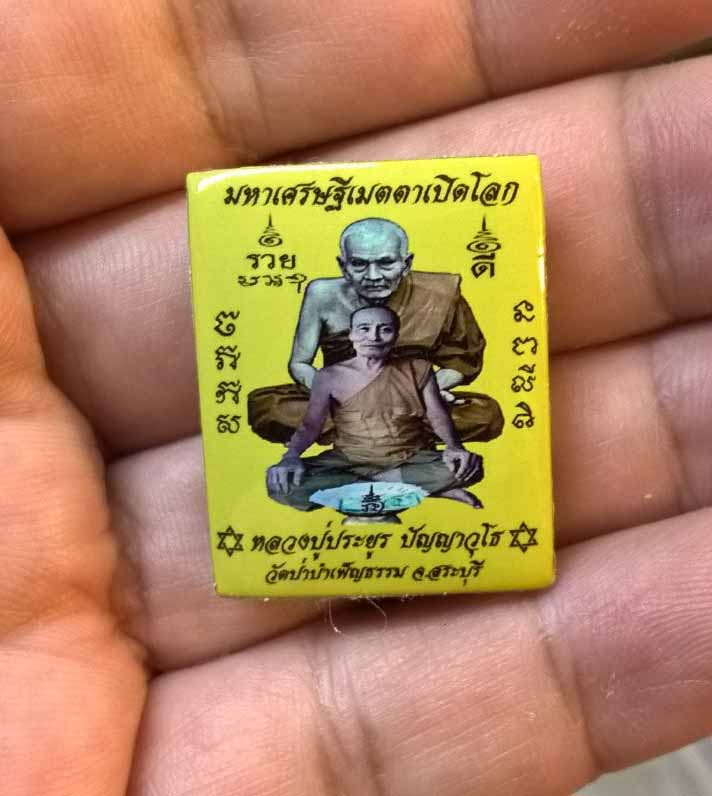 มหาเศรษฐีเมตตาเปิดโลก
รวย
หลวงปู่ประยูร ปัญญาวุโธ
วัดป่าบำเพ็ญธรรม จ.สระบุรี